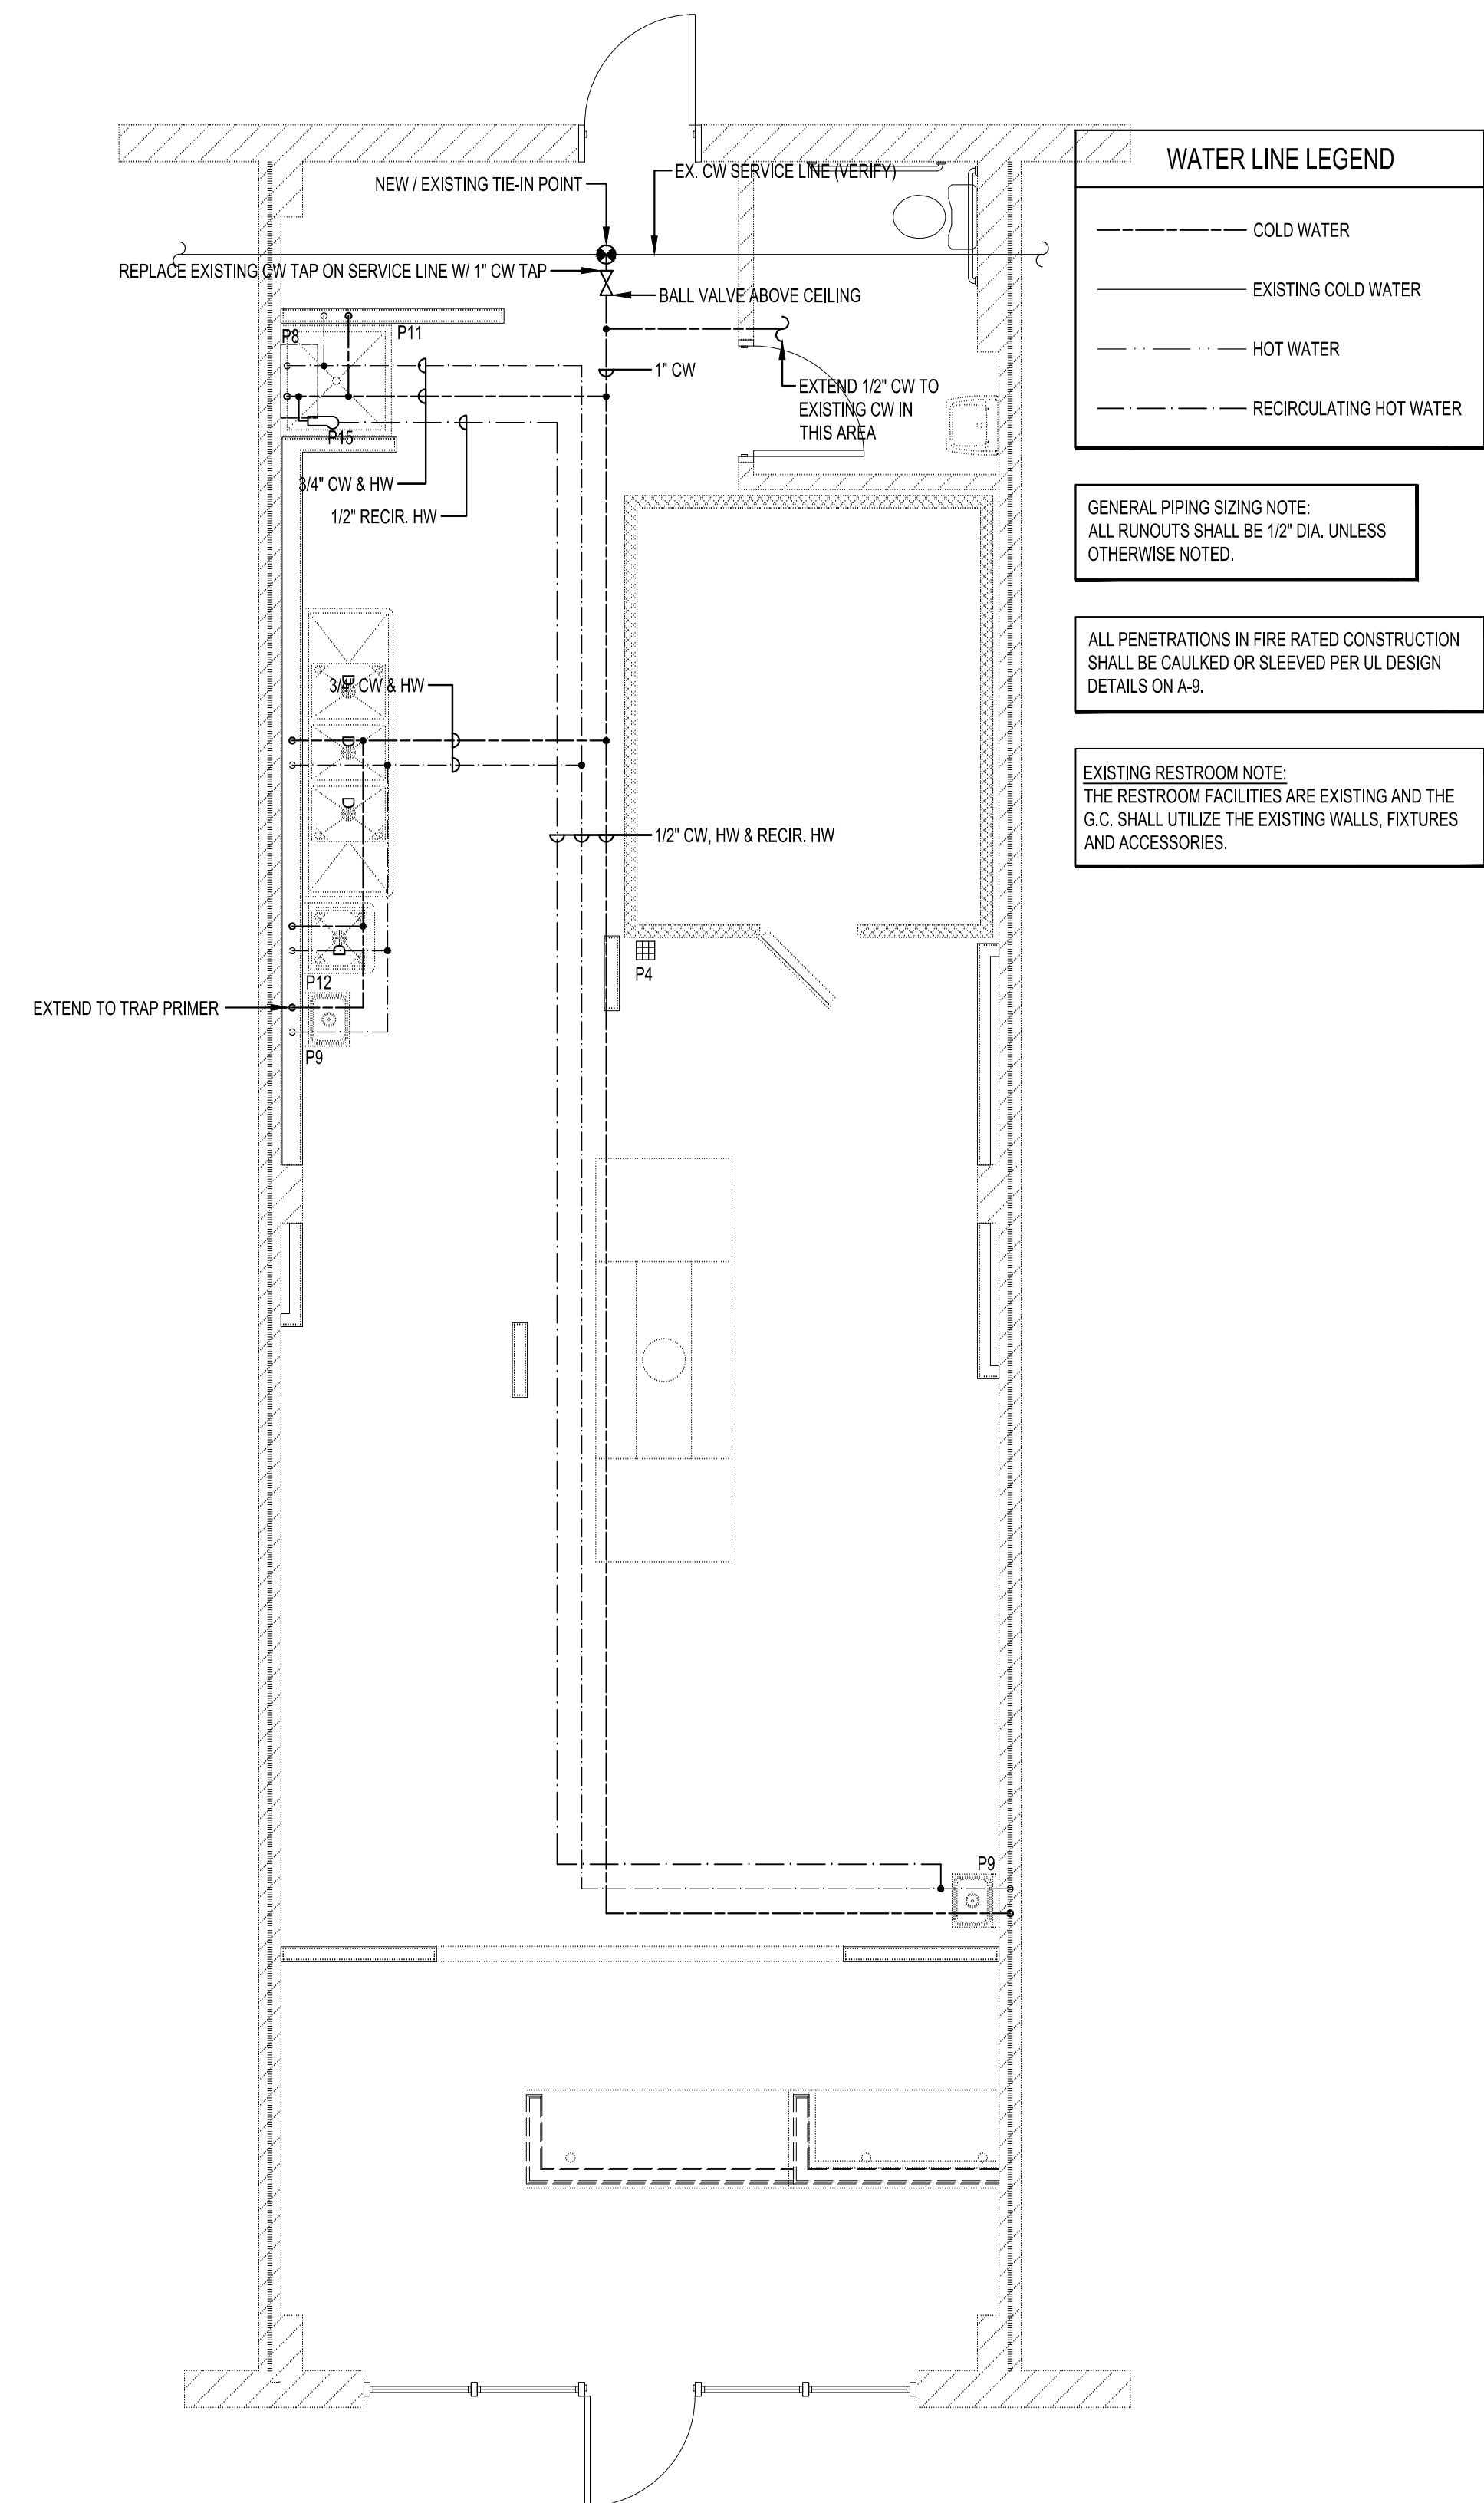 NEW / EXISTING TIE-IN POINT
EX. CW SERVICE LINE (VERIFY)
REPLACE EXISTING CW TAP ON SERVICE LINE W/ 1" CW TAP
BALL VALVE ABOVE CEILING
P8
P11
1" CW
EXTEND 1/2" CW TO
EXISTING CW IN
THIS AREA
P15
3/4" CW & HW
1/2" RECIR. HW
3/4" CW & HW
1/2" CW, HW & RECIR. HW
P4
P12
EXTEND TO TRAP PRIMER
P9
P9
WATER LINE LEGEND
COLD WATER
EXISTING COLD WATER
HOT WATER
RECIRCULATING HOT WATER
GENERAL PIPING SIZING NOTE:
ALL RUNOUTS SHALL BE 1/2" DIA. UNLESS
OTHERWISE NOTED.
ALL PENETRATIONS IN FIRE RATED CONSTRUCTION
SHALL BE CAULKED OR SLEEVED PER UL DESIGN
DETAILS ON A-9.
EXISTING RESTROOM NOTE:
THE RESTROOM FACILITIES ARE EXISTING AND THE
G.C. SHALL UTILIZE THE EXISTING WALLS, FIXTURES
AND ACCESSORIES.